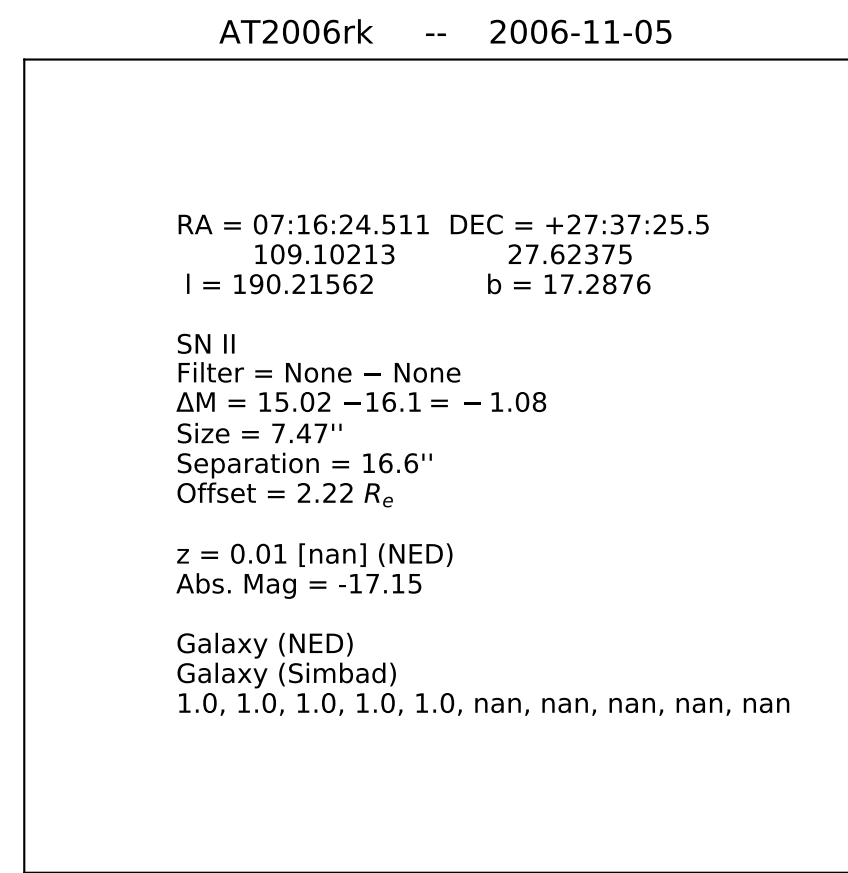 AT2006rk -- 2006-11-05
RA = 07:16:24.511 DEC = +27:37:25.5
109.10213 27.62375
l = 190.21562 b = 17.2876
SN II
Filter = None − None
ΔM = 15.02 −16.1 = − 1.08
Size = 7.47''
Separation = 16.6''
Offset = 2.22 Rₑ
z = 0.01 [nan] (NED)
Abs. Mag = -17.15
Galaxy (NED)
Galaxy (Simbad)
1.0, 1.0, 1.0, 1.0, 1.0, nan, nan, nan, nan, nan